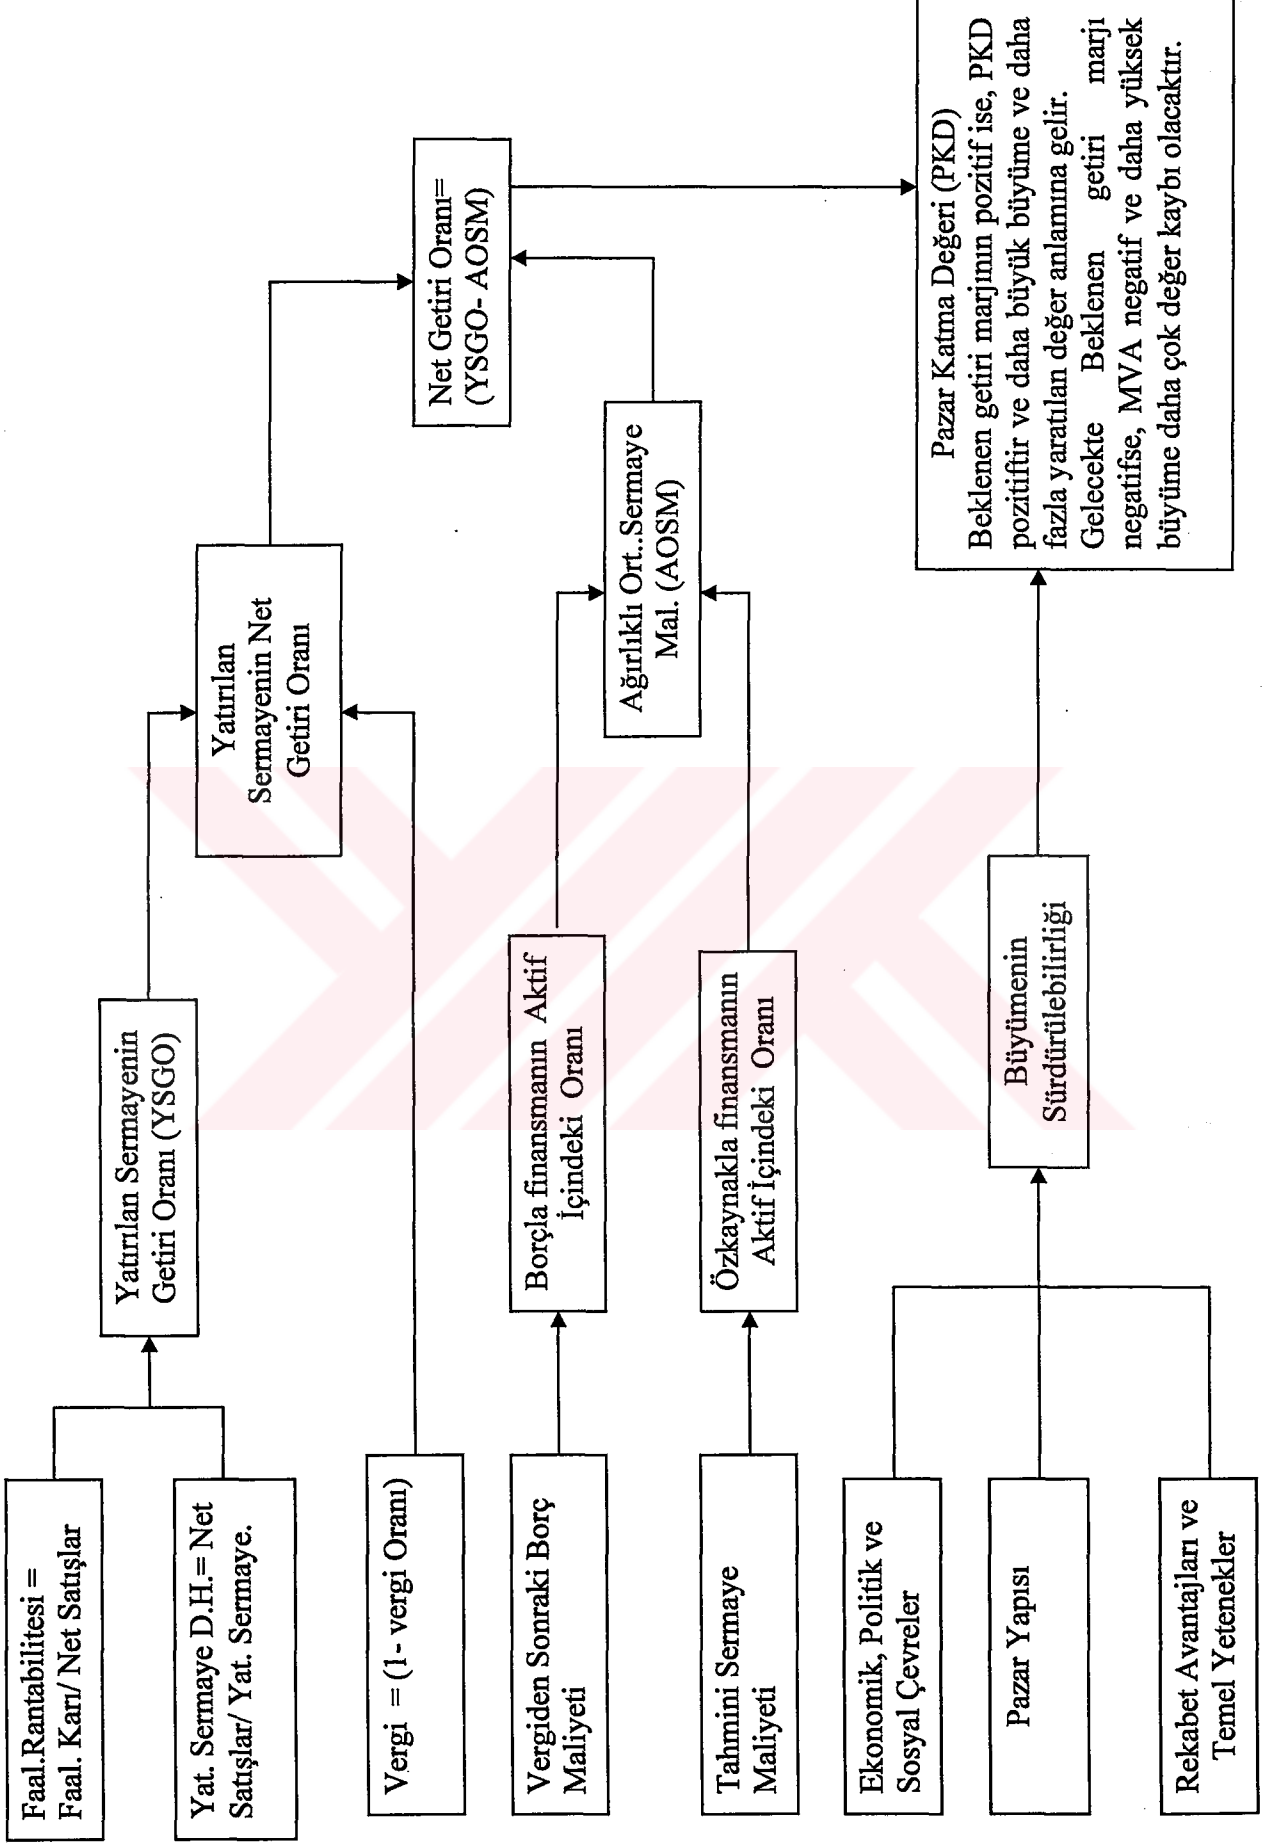 Faal.Rantabilitesi =
Faal. Karı/ Net Satışlar
Yat. Sermaye D.H.= Net
Satışlar/ Yat. Sermaye.
Vergi = (1- vergi Oranı)
Vergiden Sonraki Borç
Maliyeti
Tahmini Sermaye
Maliyeti
Ekonomik, Politik ve
Sosyal Çevreler
Pazar Yapısı
Rekabet Avantajları ve
Temel Yetenekler
Yatırılan Sermayenin
Getiri Oranı (YSGO)
Borçla finansmanın Aktif
İçindeki Oranı
Özkaynakla finansmanın
Aktif İçindeki Oranı
Büyümenin
Sürdürülebilirliği
Yatırılan
Sermayenin Net
Getiri Oranı
Ağırlıklı Ort..Sermaye
Mal. (AOSM)
Net Getiri Oranı=
(YSGO- AOSM)
Pazar Katma Değeri (PKD)
Beklenen getiri marjının pozitif ise, PKD
pozitiftir ve daha büyük büyüme ve daha
fazla yaratılan değer anlamına gelir.
Gelecekte Beklenen getiri marjı
negatifse, MVA negatif ve daha yüksek
büyüme daha çok değer kaybı olacaktır.